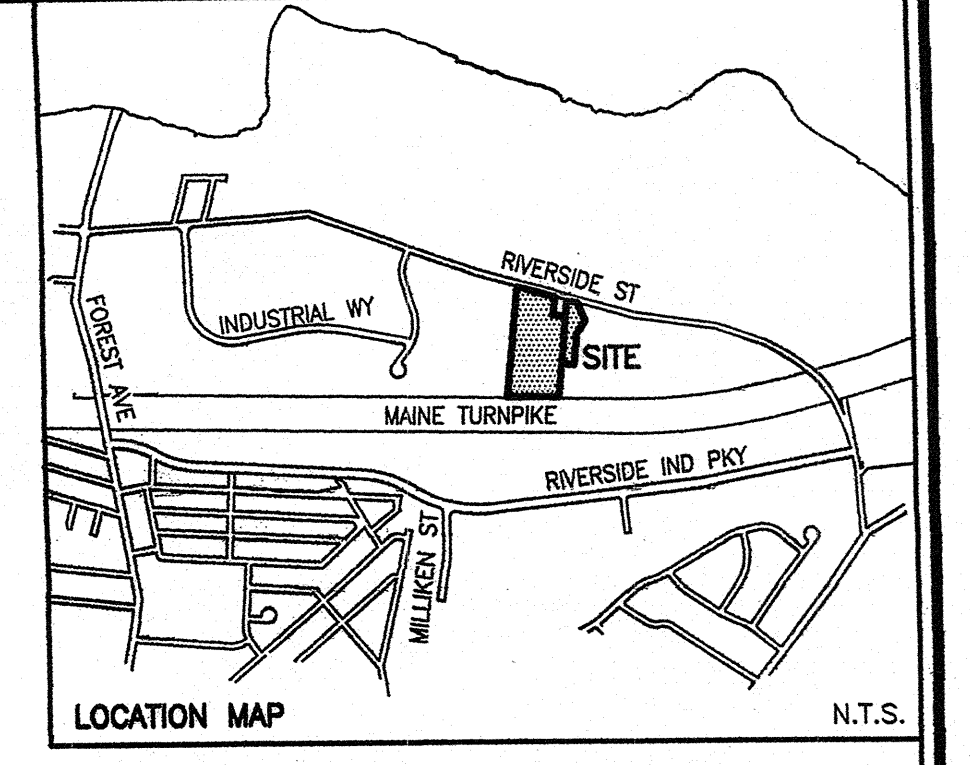 RIVERSIDE ST
INDUSTRIAL WY
FOREST AVE
SITE
MAINE TURNPIKE
RIVERSIDE IND PKY
MILLIKEN ST
LOCATION MAP
N.T.S.